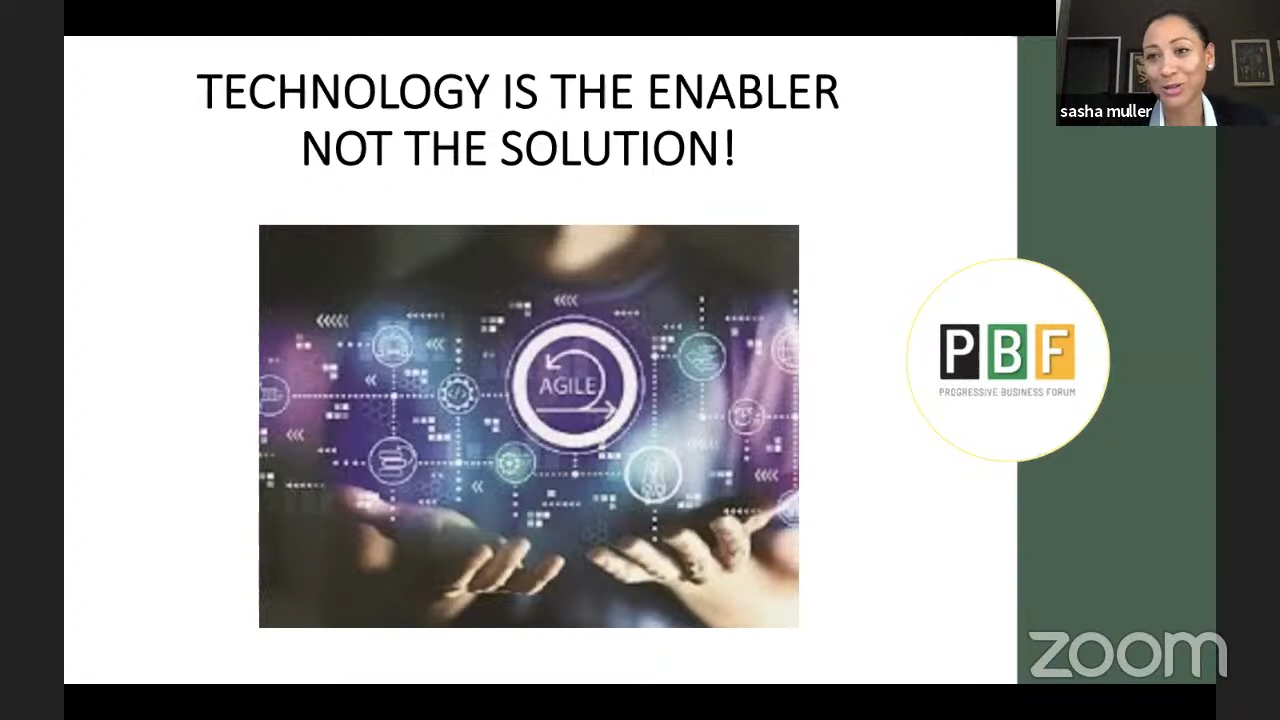 TECHNOLOGY IS THE ENABLER
NOT THE SOLUTION!
sasha muller
AGILE
</>
PBF
PROGRESSIVE BUSINESS FORUM
zoom